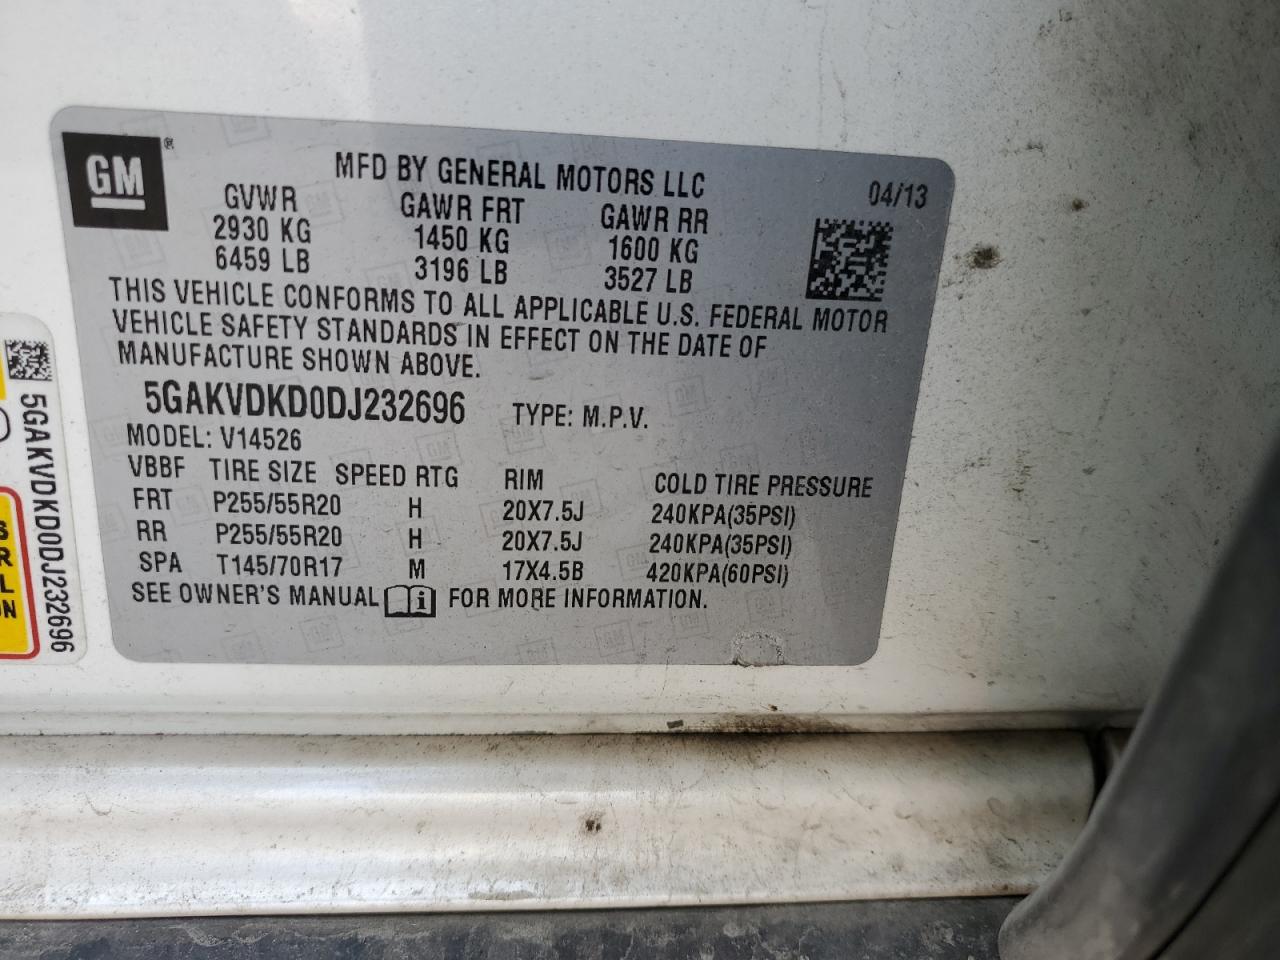 GM®
MFD BY GENERAL MOTORS LLC
04/13
GVWR GAWR FRT GAWR RR
2930 KG 1450 KG 1600 KG
6459 LB 3196 LB 3527 LB
THIS VEHICLE CONFORMS TO ALL APPLICABLE U.S. FEDERAL MOTOR
VEHICLE SAFETY STANDARDS IN EFFECT ON THE DATE OF
MANUFACTURE SHOWN ABOVE.
5GAKVDKD0DJ232696 TYPE: M.P.V.
MODEL: V14526
VBBF TIRE SIZE SPEED RTG RIM COLD TIRE PRESSURE
FRT P255/55R20 H 20X7.5J 240KPA(35PSI)
RR P255/55R20 H 20X7.5J 240KPA(35PSI)
SPA T145/70R17 M 17X4.5B 420KPA(60PSI)
SEE OWNER'S MANUAL i FOR MORE INFORMATION.
5GAKVDKD0DJ232696